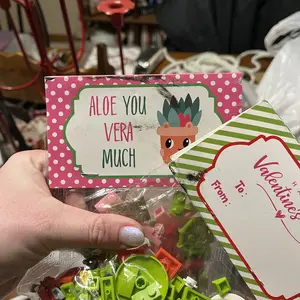 ALOE YOU
VERA
MUCH
Valentine's
To:
From: